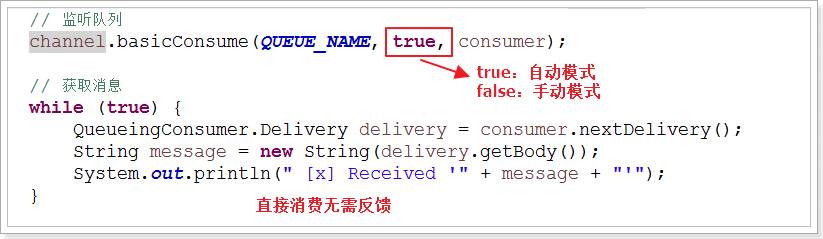 // 监听队列
channel.basicConsume(QUEUE_NAME, true, consumer);
true：自动模式
false：手动模式
// 获取消息
while (true) {
QueueingConsumer.Delivery delivery = consumer.nextDelivery();
String message = new String(delivery.getBody());
System.out.println(" [x] Received '" + message + "'");
}
直接消费无需反馈